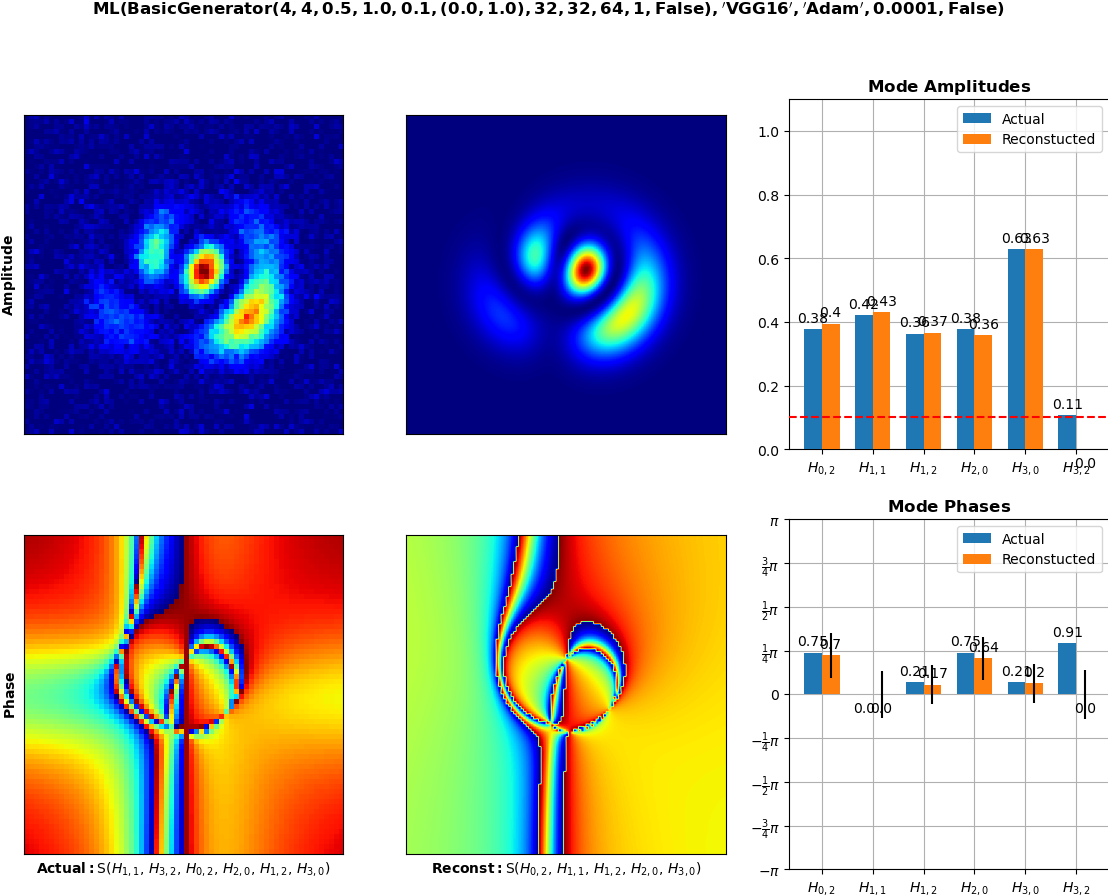 ML(BasicGenerator(4, 4, 0.5, 1.0, 0.1, (0.0, 1.0), 32, 32, 64, 1, False), ′VGG16′, ′Adam′, 0.0001, False)
Amplitude
Mode Amplitudes
Actual
Reconstucted
1.0
0.8
0.6
0.4
0.2
0.0
0.38 0.4 0.42 0.43 0.36 0.37 0.38 0.36 0.63 0.63 0.11 0.0
H0,2 H1,1 H1,2 H2,0 H3,0 H3,2
Phase
Mode Phases
Actual
Reconstucted
π
3/4π
1/2π
1/4π
0
−1/4π
−1/2π
−3/4π
−π
0.75 0.7 0.0 0.0 0.21 0.17 0.75 0.64 0.21 0.2 0.91 0.0
H0,2 H1,1 H1,2 H2,0 H3,0 H3,2
Actual: S(H1,1, H3,2, H0,2, H2,0, H1,2, H3,0)
Reconst: S(H0,2, H1,1, H1,2, H2,0, H3,0)